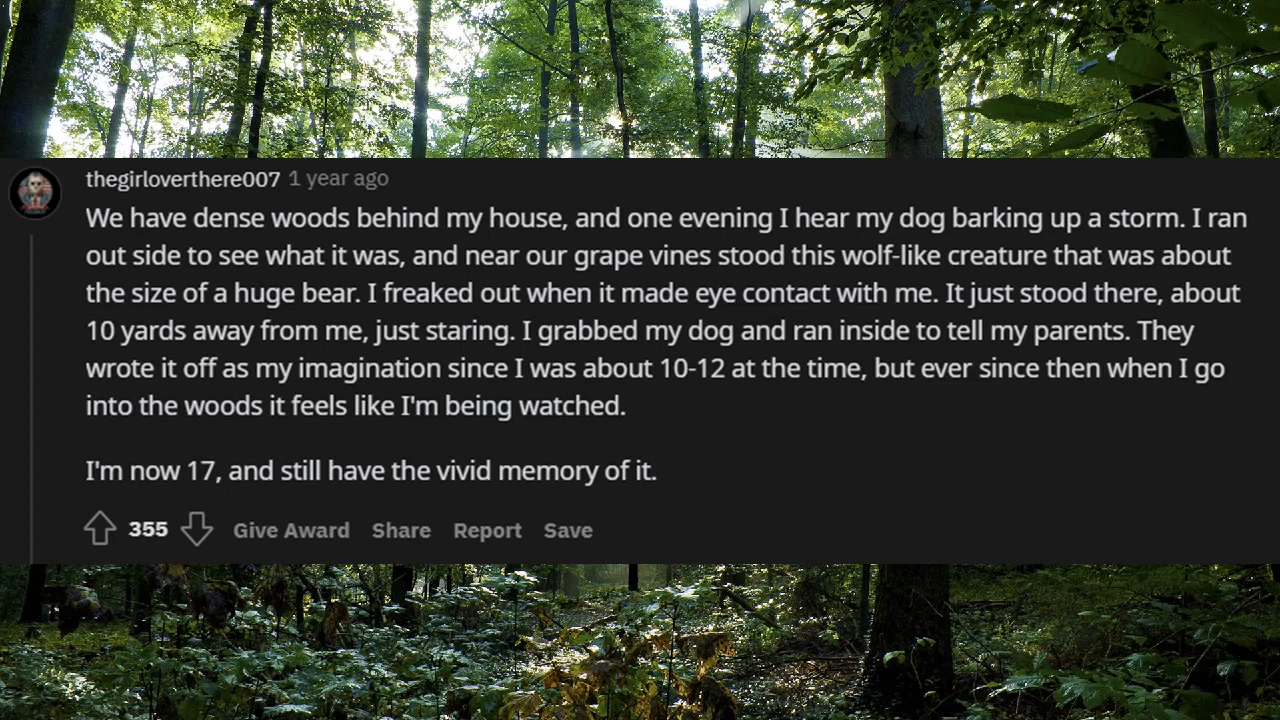 thegirloverthere007 1 year ago
We have dense woods behind my house, and one evening I hear my dog barking up a storm. I ran
out side to see what it was, and near our grape vines stood this wolf-like creature that was about
the size of a huge bear. I freaked out when it made eye contact with me. It just stood there, about
10 yards away from me, just staring. I grabbed my dog and ran inside to tell my parents. They
wrote it off as my imagination since I was about 10-12 at the time, but ever since then when I go
into the woods it feels like I'm being watched.
I'm now 17, and still have the vivid memory of it.
355 Give Award Share Report Save